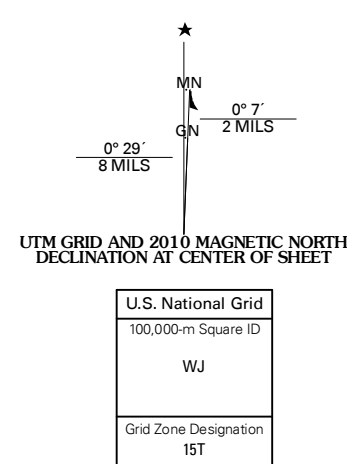 ★
MN
0° 7´
2 MILS
GN
0° 29´
8 MILS
UTM GRID AND 2010 MAGNETIC NORTH
DECLINATION AT CENTER OF SHEET
U.S. National Grid
100,000-m Square ID
WJ
Grid Zone Designation
15T